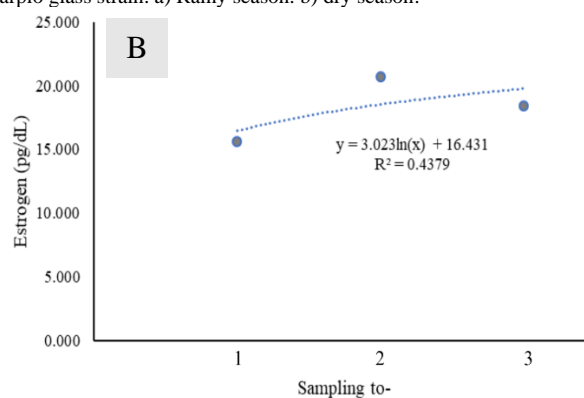 arpio glass strain. a) Rainy season. b) dry season.
B
25.000
20.000
15.000
10.000
5.000
0.000
Estrogen (pg/dL)
y = 3.023ln(x) + 16.431
R² = 0.4379
1 2 3
Sampling to-